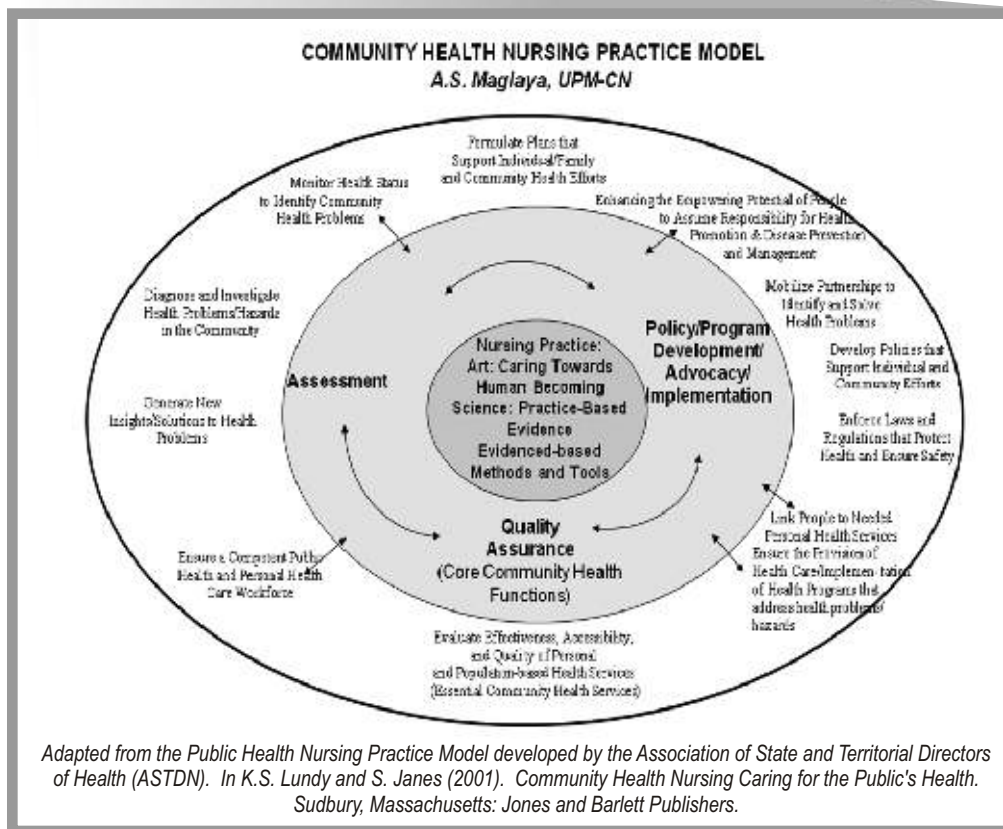 COMMUNITY HEALTH NURSING PRACTICE MODEL
A.S. Maglaya, UPM-CN
Formulate Plans that
Support Individual/Family
and Community Health Efforts
Monitor Health Status
to Identify Community
Health Problems
Enhancing the Empowering Potential of People
to Assume Responsibility for Health
Promotion & Disease Prevention
and Management
Diagnose and Investigate
Health Problems/Hazards
in the Community
Mobilize Partnerships to
Identify and Solve
Health Problems
Develop Policies that
Support Individual and
Community Efforts
Generate New
Insights/Solutions to Health
Problems
Enforce Laws and
Regulations that Protect
Health and Ensure Safety
Assessment
Nursing Practice:
Art: Caring Towards
Human Becoming
Science: Practice-Based
Evidence
Evidenced-based
Methods and Tools
Policy/Program
Development/
Advocacy/
Implementation
Quality
Assurance
(Core Community Health
Functions)
Ensure a Competent Public
Health and Personal Health
Care Workforce
Link People to Needed
Personal Health Services
Ensure the Provision of
Health Care/Implementation
of Health Programs that
address health problems/
hazards
Evaluate Effectiveness, Accessibility,
and Quality of Personal
and Population-based Health Services
(Essential Community Health Services)
Adapted from the Public Health Nursing Practice Model developed by the Association of State and Territorial Directors
of Health (ASTDN). In K.S. Lundy and S. Janes (2001). Community Health Nursing Caring for the Public's Health.
Sudbury, Massachusetts: Jones and Barlett Publishers.